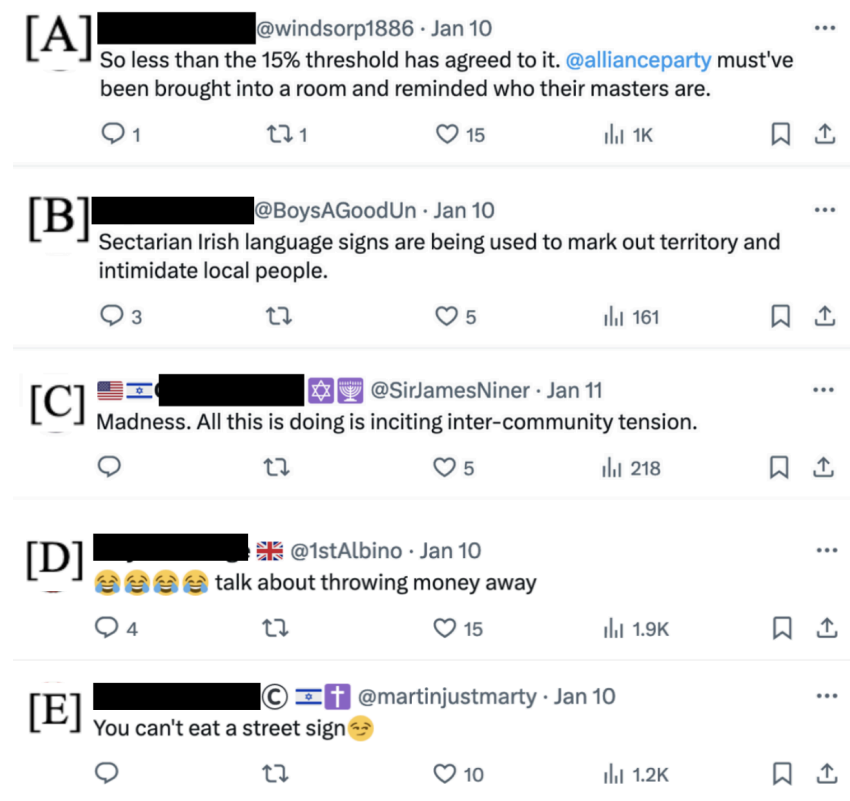 [A] @windsorp1886 · Jan 10
So less than the 15% threshold has agreed to it. @allianceparty must've
been brought into a room and reminded who their masters are.
1 1 15 1K
[B] @BoysAGoodUn · Jan 10
Sectarian Irish language signs are being used to mark out territory and
intimidate local people.
3 5 161
[C] @SirJamesNiner · Jan 11
Madness. All this is doing is inciting inter-community tension.
5 218
[D] @1stAlbino · Jan 10
😂😂😂😂 talk about throwing money away
4 15 1.9K
[E] © @martinjustmarty · Jan 10
You can't eat a street sign😏
10 1.2K